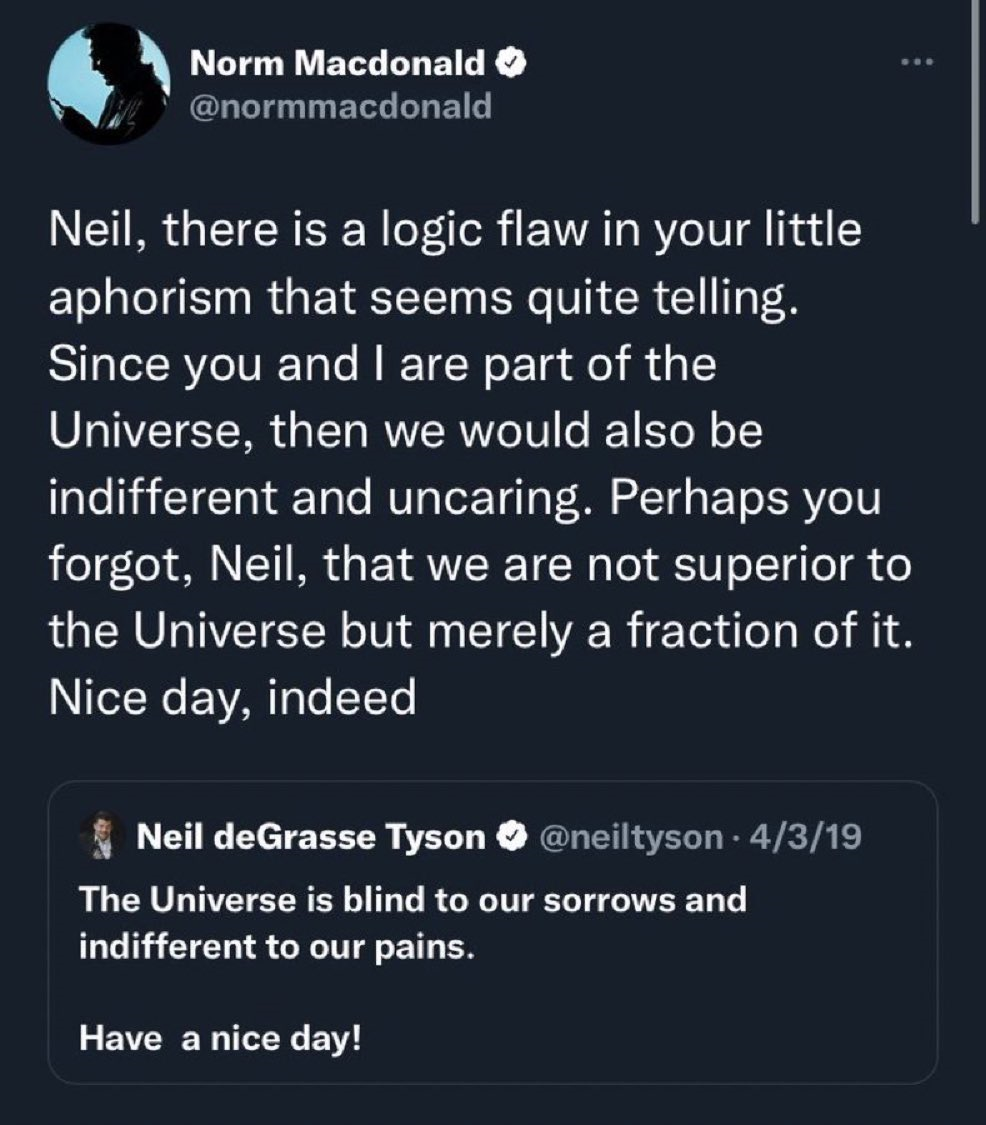 Norm Macdonald
@normmacdonald
Neil, there is a logic flaw in your little
aphorism that seems quite telling.
Since you and I are part of the
Universe, then we would also be
indifferent and uncaring. Perhaps you
forgot, Neil, that we are not superior to
the Universe but merely a fraction of it.
Nice day, indeed
Neil deGrasse Tyson @neiltyson · 4/3/19
The Universe is blind to our sorrows and
indifferent to our pains.
Have  a nice day!